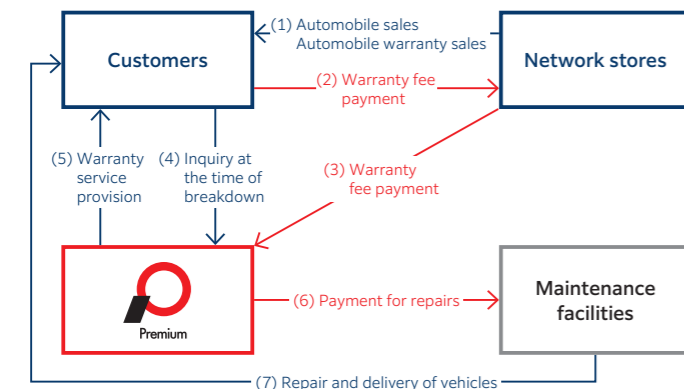 (1) Automobile sales
Automobile warranty sales
Customers
Network stores
(2) Warranty fee
payment
(3) Warranty
fee payment
(5) Warranty
service
provision
(4) Inquiry at
the time of
breakdown
Premium
(6) Payment for repairs
Maintenance
facilities
(7) Repair and delivery of vehicles